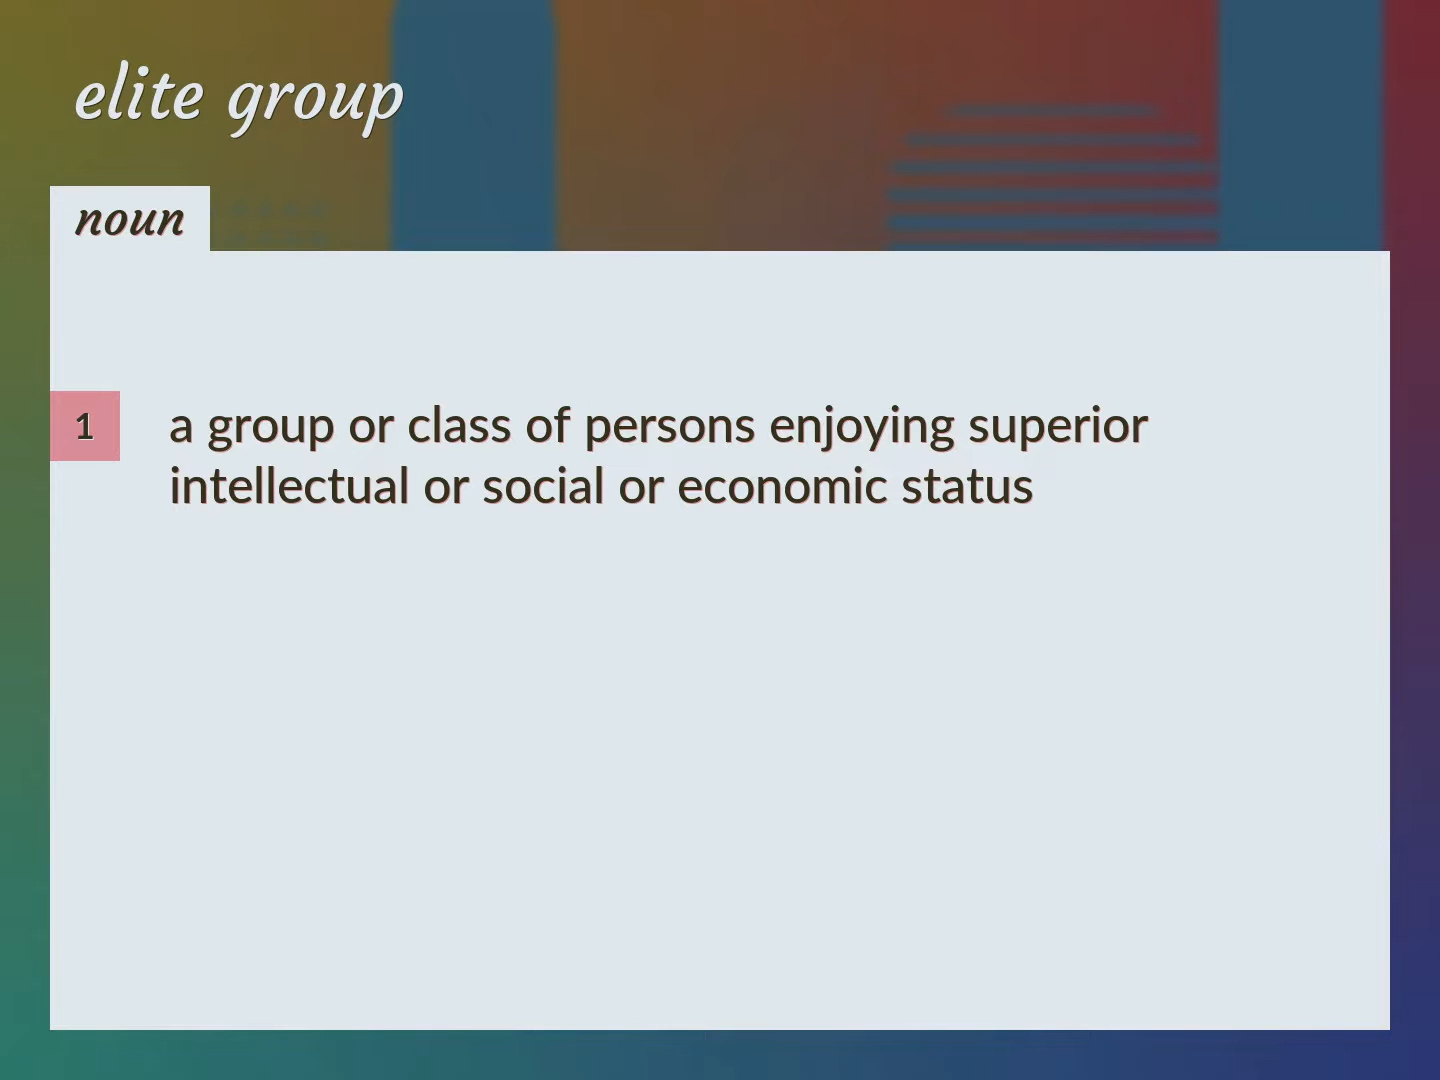 elite group
noun
1
a group or class of persons enjoying superior
intellectual or social or economic status